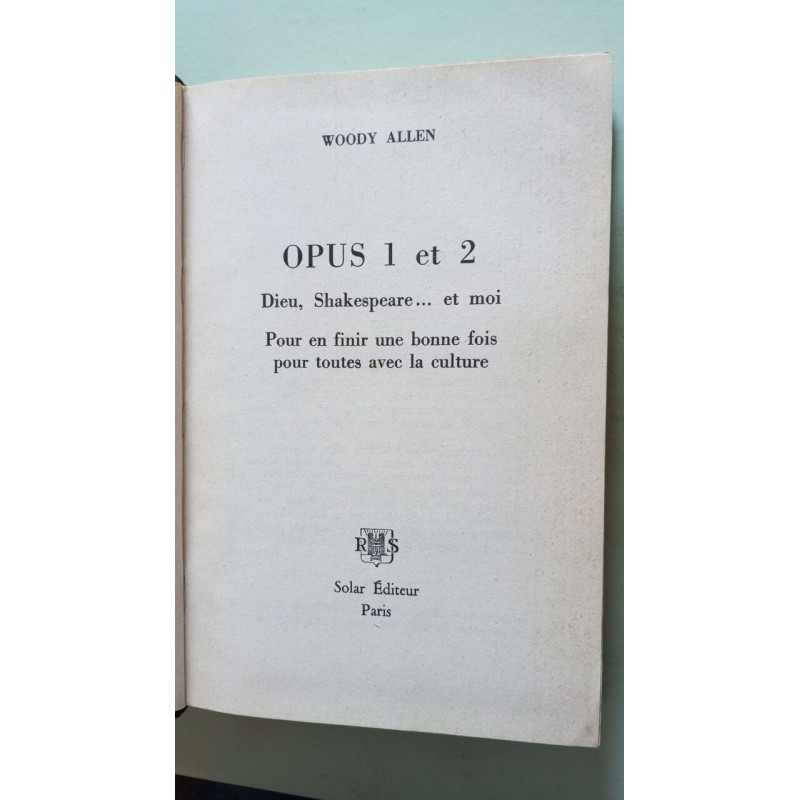 WOODY ALLEN
OPUS 1 et 2
Dieu, Shakespeare... et moi
Pour en finir une bonne fois
pour toutes avec la culture
R S
Solar Éditeur
Paris